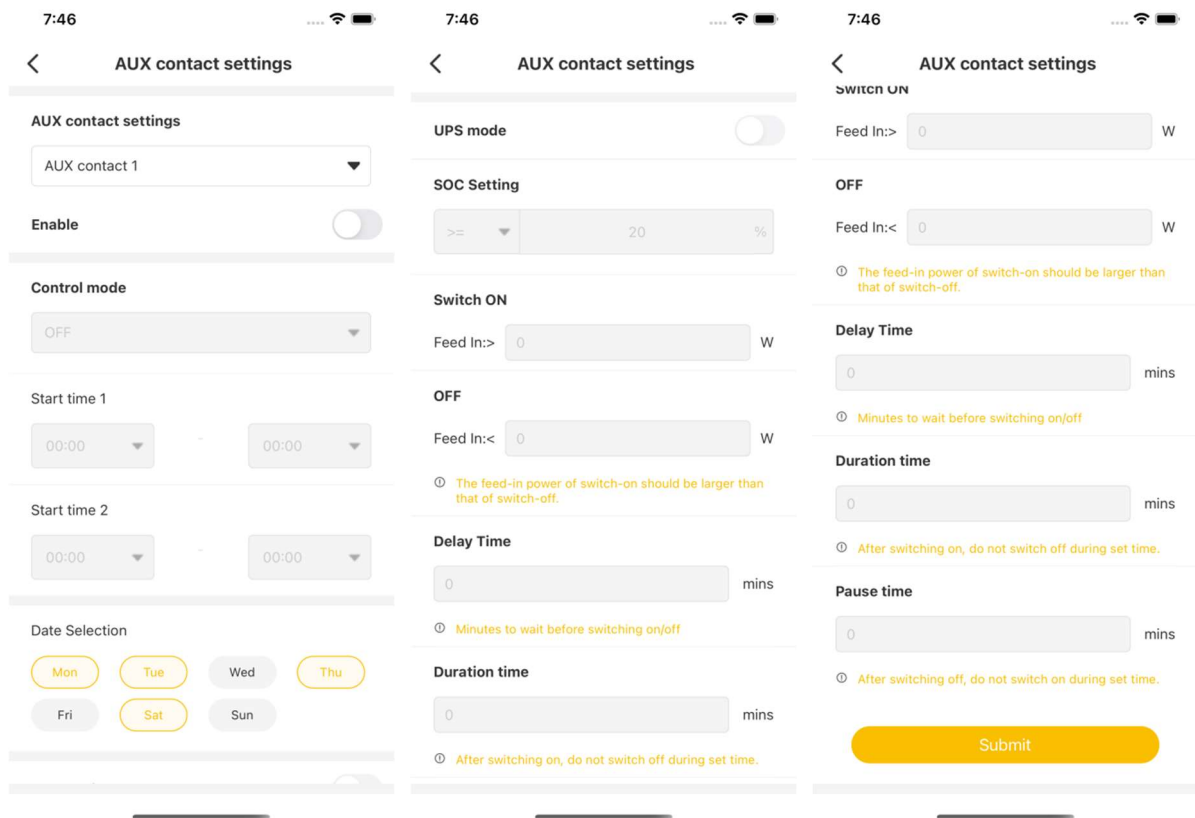 7:46
AUX contact settings
AUX contact settings
AUX contact 1
Enable
Control mode
OFF
Start time 1
00:00 - 00:00
Start time 2
00:00 - 00:00
Date Selection
Mon Tue Wed Thu
Fri Sat Sun
7:46
AUX contact settings
UPS mode
SOC Setting
>= 20 %
Switch ON
Feed In:> 0 W
OFF
Feed In:< 0 W
The feed-in power of switch-on should be larger than
that of switch-off.
Delay Time
0 mins
Minutes to wait before switching on/off
Duration time
0 mins
After switching on, do not switch off during set time.
7:46
AUX contact settings
Switch ON
Feed In:> 0 W
OFF
Feed In:< 0 W
The feed-in power of switch-on should be larger than
that of switch-off.
Delay Time
0 mins
Minutes to wait before switching on/off
Duration time
0 mins
After switching on, do not switch off during set time.
Pause time
0 mins
After switching off, do not switch on during set time.
Submit